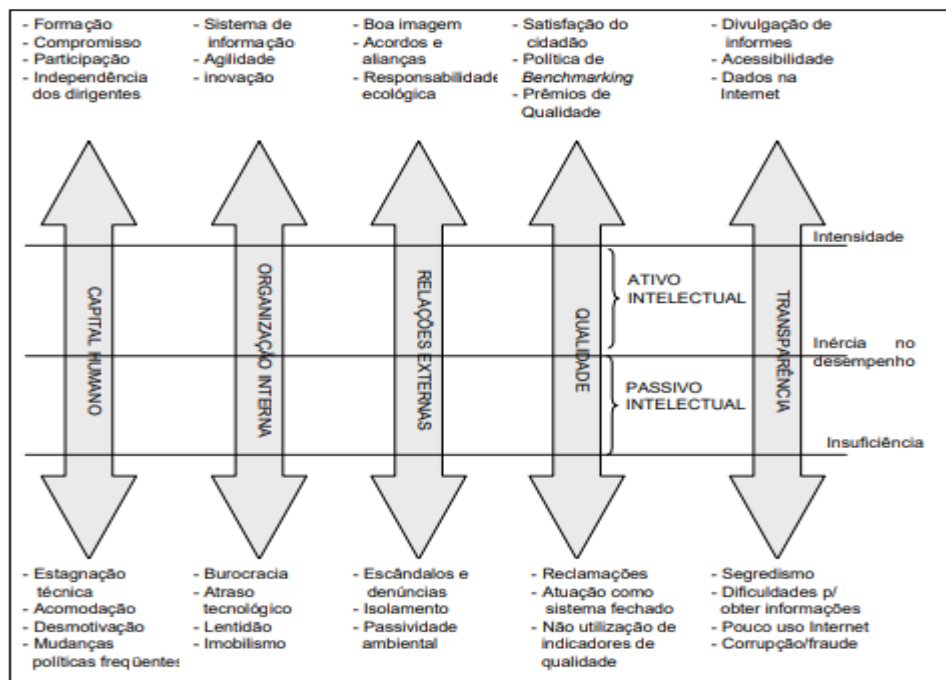 - Formação
- Compromisso
- Participação
- Independência
dos dirigentes
- Sistema de
informação
- Agilidade
- inovação
- Boa imagem
- Acordos e
alianças
- Responsabilidade
ecológica
- Satisfação do
cidadão
- Política de
Benchmarking
- Prêmios de
Qualidade
- Divulgação de
informes
- Acessibilidade
- Dados na
Internet
CAPITAL HUMANO
ORGANIZAÇÃO INTERNA
RELAÇÕES EXTERNAS
QUALIDADE
TRANSPARÊNCIA
Intensidade
ATIVO
INTELECTUAL
Inércia no
desempenho
PASSIVO
INTELECTUAL
Insuficiência
- Estagnação
técnica
- Acomodação
- Desmotivação
- Mudanças
políticas freqüentes
- Burocracia
- Atraso
tecnológico
- Lentidão
- Imobilismo
- Escândalos e
denúncias
- Isolamento
- Passividade
ambiental
- Reclamações
- Atuação como
sistema fechado
- Não utilização de
indicadores de
qualidade
- Segredismo
- Dificuldades p/
obter informações
- Pouco uso Internet
- Corrupção/fraude